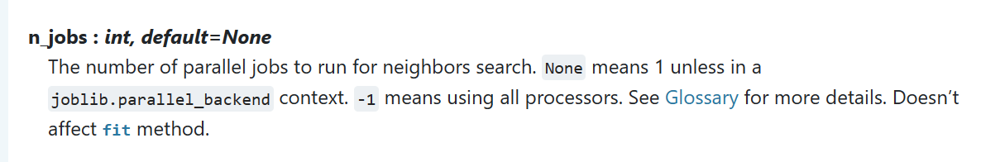 n_jobs : int, default=None
The number of parallel jobs to run for neighbors search. None means 1 unless in a
joblib.parallel_backend context. -1 means using all processors. See Glossary for more details. Doesn’t
affect fit method.